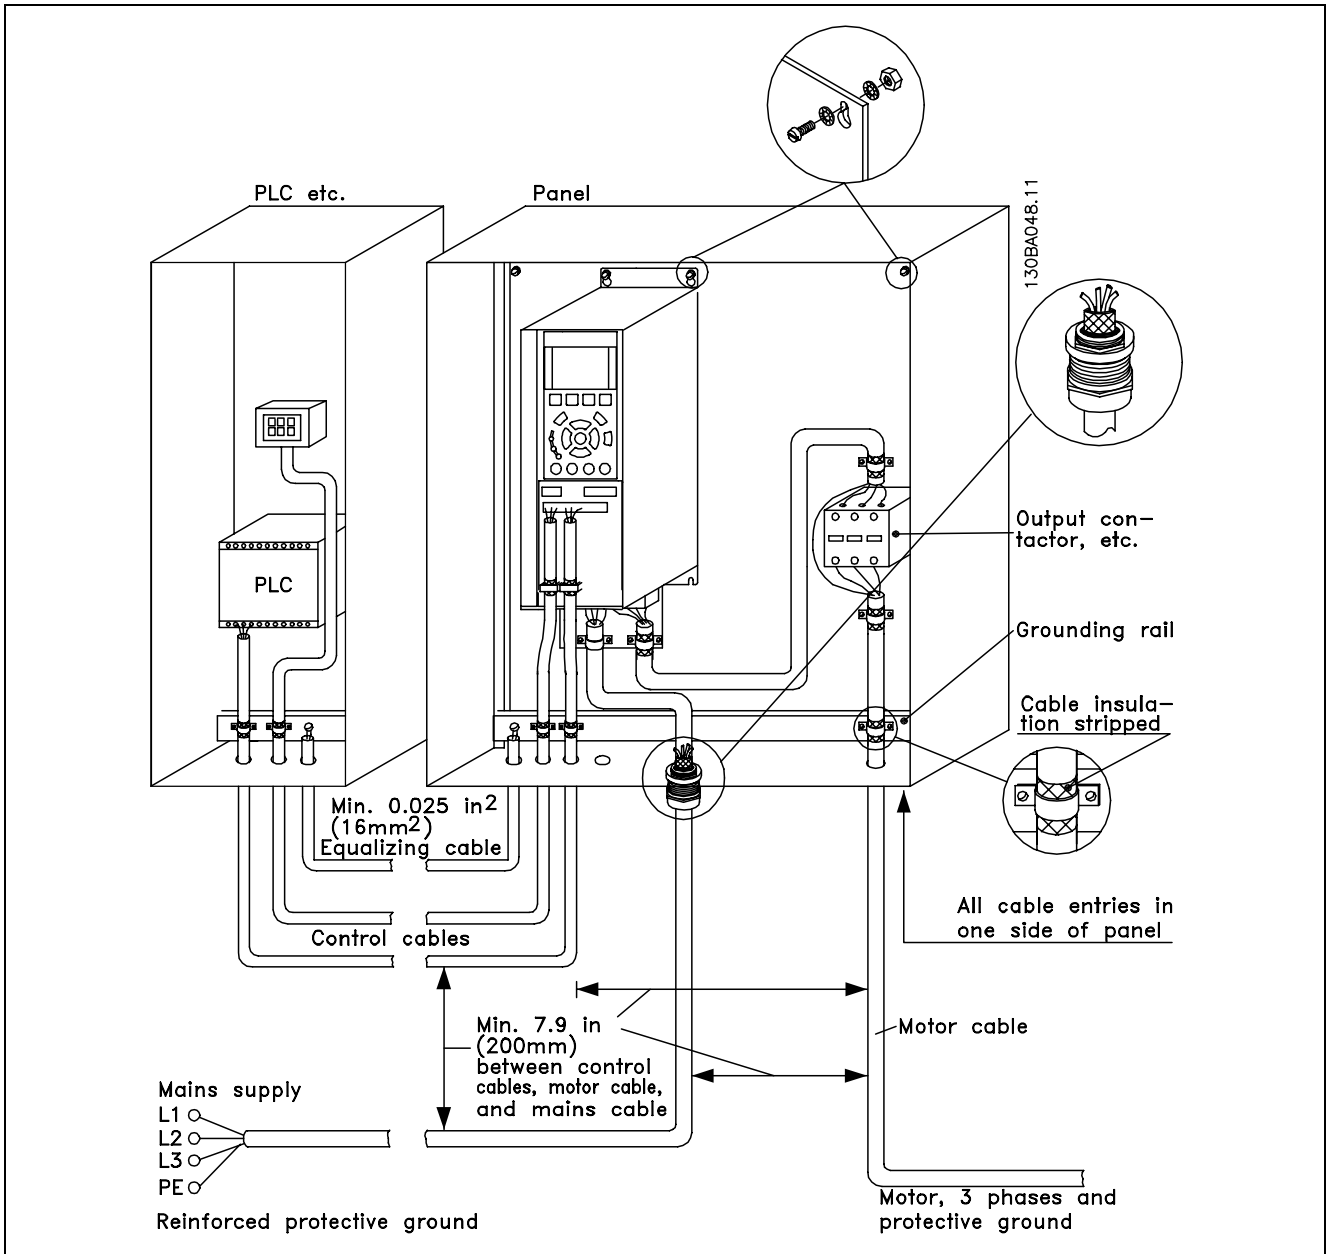 PLC etc.
Panel
130BA048.11
PLC
Output con-
tactor, etc.
Grounding rail
Cable insula-
tion stripped
Min. 0.025 in2
(16mm2)
Equalizing cable
All cable entries in
one side of panel
Control cables
Min. 7.9 in
(200mm)
between control
cables, motor cable,
and mains cable
Motor cable
Mains supply
L1
L2
L3
PE
Reinforced protective ground
Motor, 3 phases and
protective ground